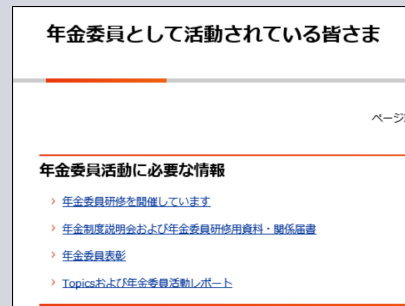 年金委員として活動されている皆さま
ページ
年金委員活動に必要な情報
年金委員研修を開催しています
年金制度説明会および年金委員研修用資料・関係届書
年金委員表彰
Topicsおよび年金委員活動レポート